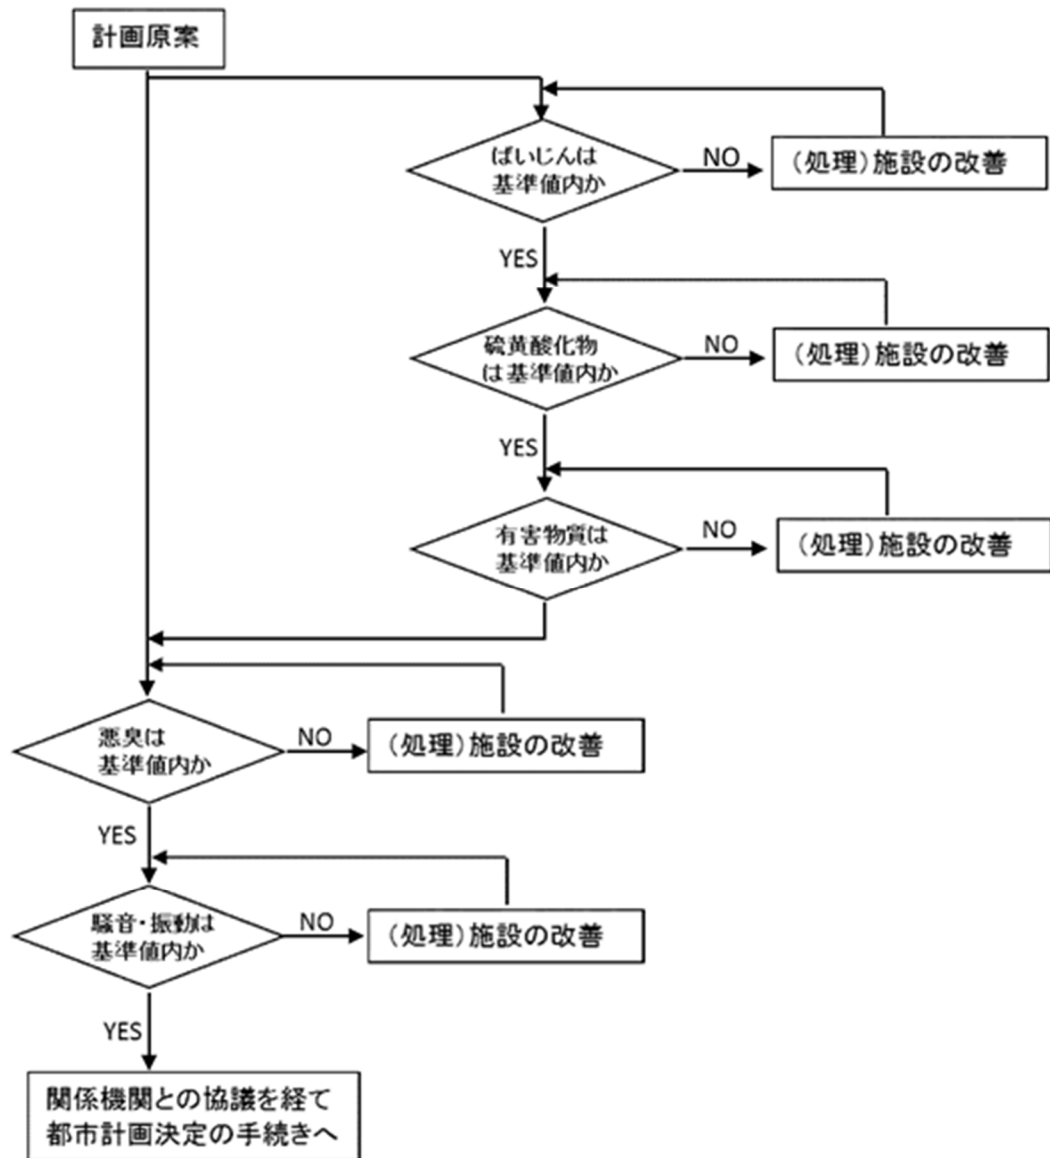 計画原案
ばいじんは
基準値内か
NO
(処理)施設の改善
YES
硫黄酸化物
は基準値内か
NO
(処理)施設の改善
YES
有害物質は
基準値内か
NO
(処理)施設の改善
悪臭は
基準値内か
NO
(処理)施設の改善
YES
騒音・振動は
基準値内か
NO
(処理)施設の改善
YES
関係機関との協議を経て
都市計画決定の手続きへ